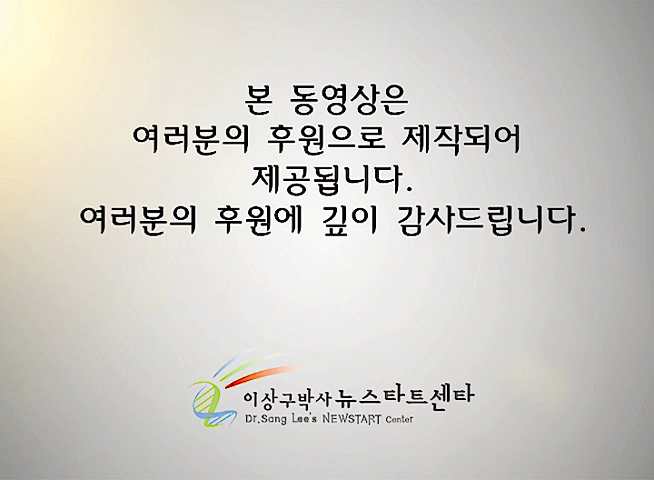 본 동영상은
여러분의 후원으로 제작되어
제공됩니다.
여러분의 후원에 깊이 감사드립니다.
이상구박사 뉴스타트센타
Dr.Sang Lee's NEWSTART Center